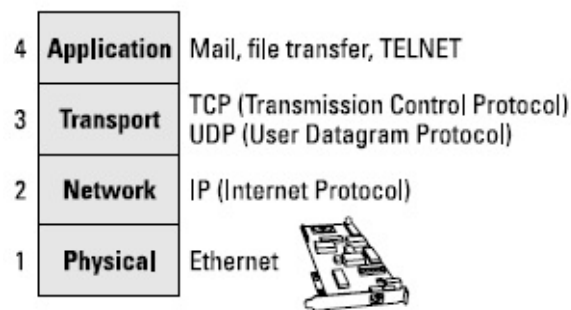 4 Application Mail, file transfer, TELNET
3 Transport TCP (Transmission Control Protocol)
UDP (User Datagram Protocol)
2 Network IP (Internet Protocol)
1 Physical Ethernet